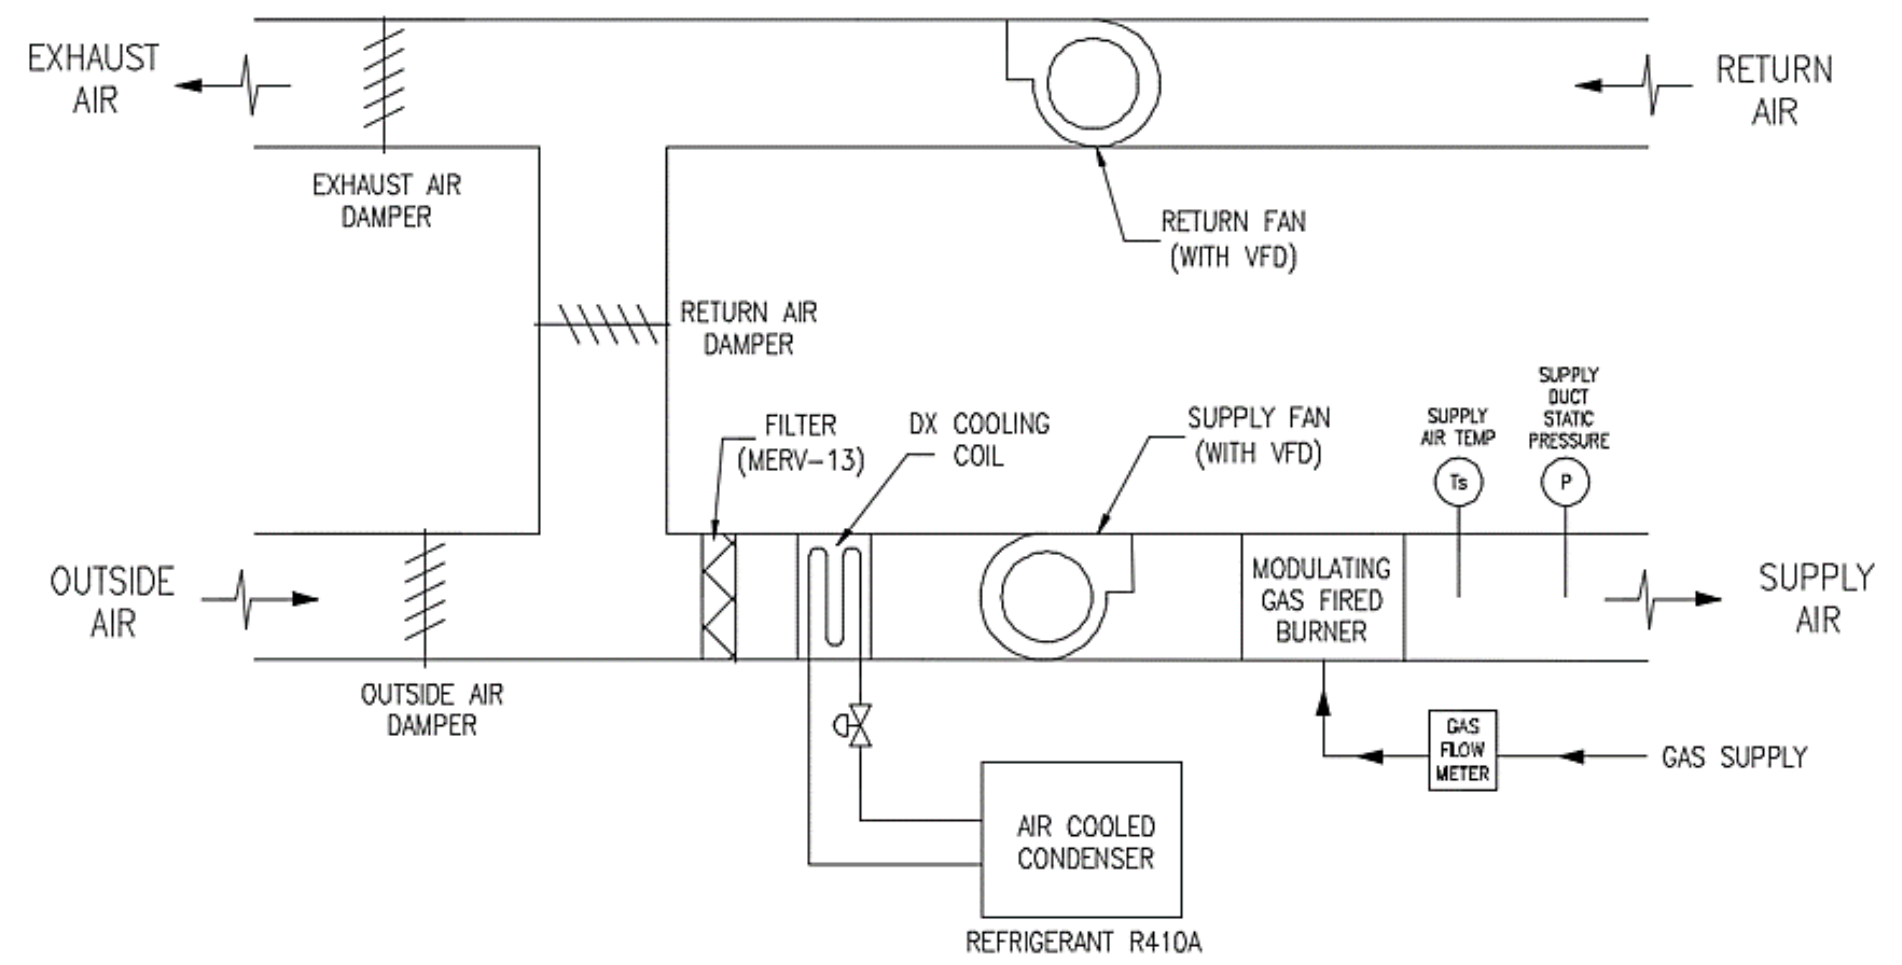 EXHAUST
AIR
RETURN
AIR
EXHAUST AIR
DAMPER
RETURN FAN
(WITH VFD)
RETURN AIR
DAMPER
FILTER
(MERV-13)
DX COOLING
COIL
SUPPLY FAN
(WITH VFD)
SUPPLY
AIR TEMP
Ts
SUPPLY
DUCT
STATIC
PRESSURE
P
OUTSIDE
AIR
MODULATING
GAS FIRED
BURNER
SUPPLY
AIR
OUTSIDE AIR
DAMPER
GAS
FLOW
METER
GAS SUPPLY
AIR COOLED
CONDENSER
REFRIGERANT R410A